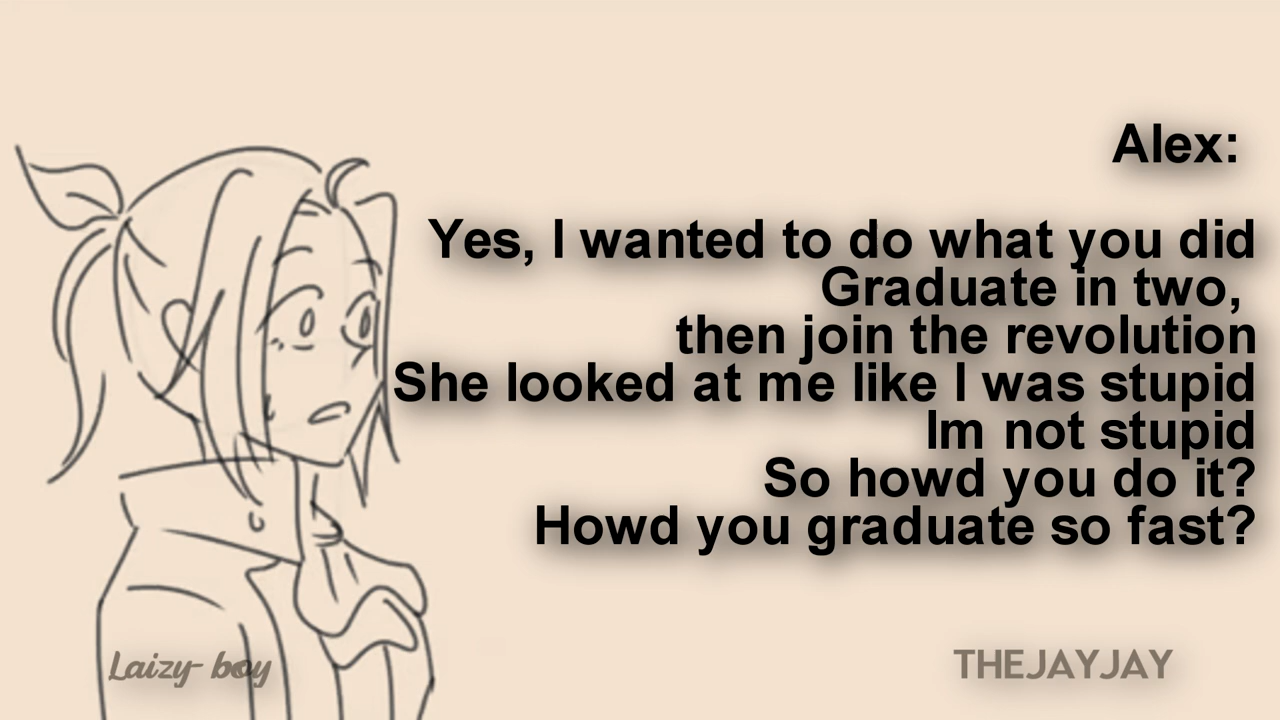 Alex:
Yes, I wanted to do what you did
Graduate in two,
then join the revolution
She looked at me like I was stupid
Im not stupid
So howd you do it?
Howd you graduate so fast?
Laizy-boy
THEJAYJAY